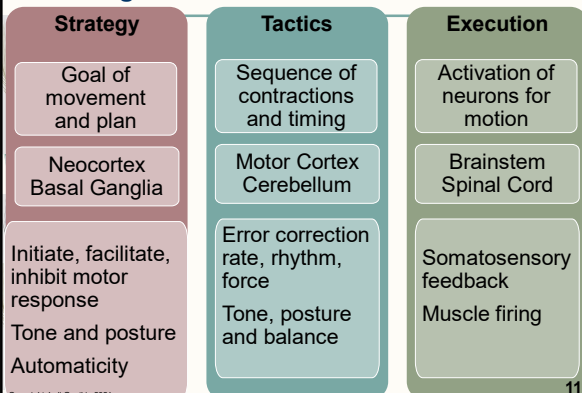 Strategy
Goal of
movement
and plan
Neocortex
Basal Ganglia
Initiate, facilitate,
inhibit motor
response
Tone and posture
Automaticity
Tactics
Sequence of
contractions
and timing
Motor Cortex
Cerebellum
Error correction
rate, rhythm,
force
Tone, posture
and balance
Execution
Activation of
neurons for
motion
Brainstem
Spinal Cord
Somatosensory
feedback
Muscle firing
11